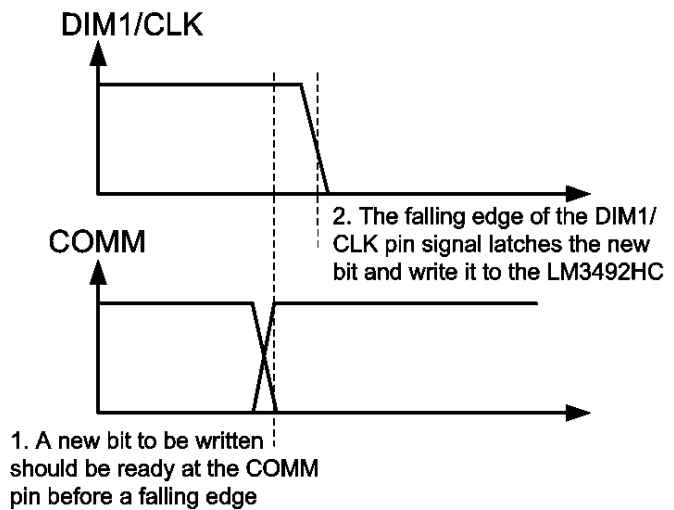 DIM1/CLK
2. The falling edge of the DIM1/
CLK pin signal latches the new
bit and write it to the LM3492HC
COMM
1. A new bit to be written
should be ready at the COMM
pin before a falling edge